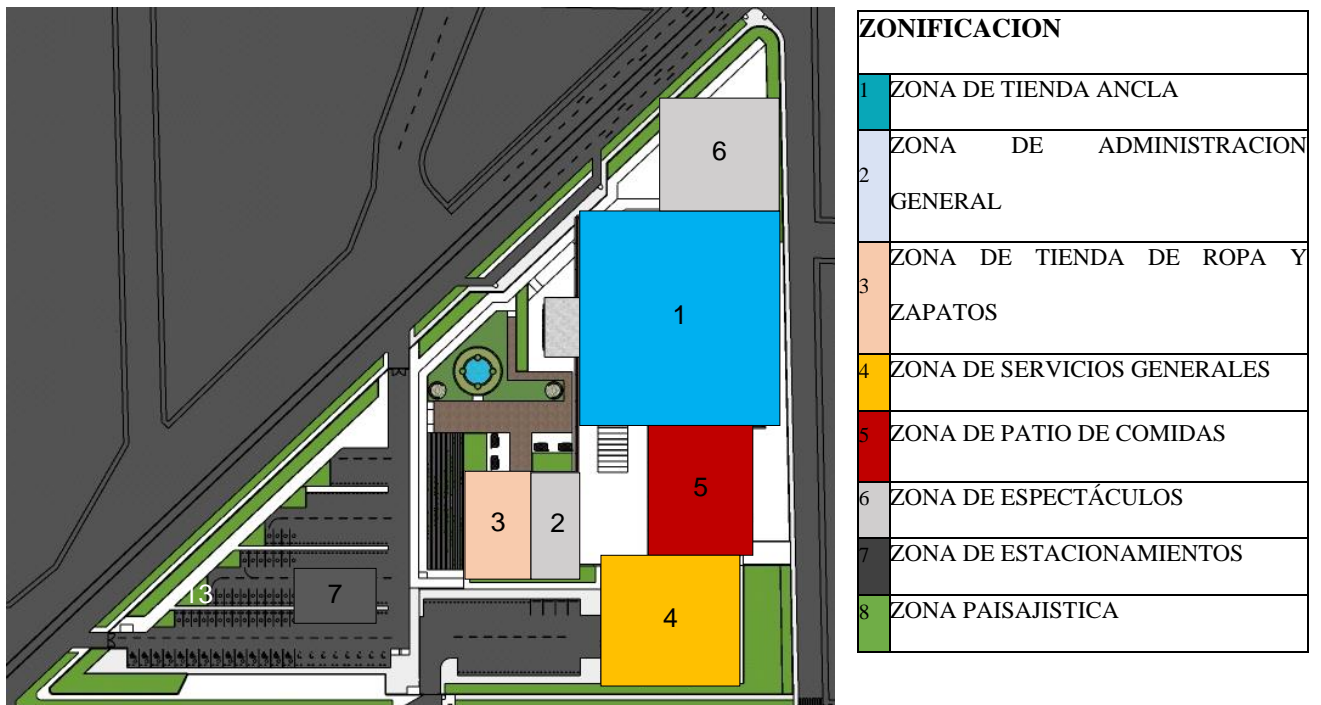 6
1
5
3
2
7
13
4
ZONIFICACION
1 ZONA DE TIENDA ANCLA
2 ZONA DE ADMINISTRACION
GENERAL
3 ZONA DE TIENDA DE ROPA Y
ZAPATOS
4 ZONA DE SERVICIOS GENERALES
5 ZONA DE PATIO DE COMIDAS
6 ZONA DE ESPECTÁCULOS
7 ZONA DE ESTACIONAMIENTOS
8 ZONA PAISAJISTICA